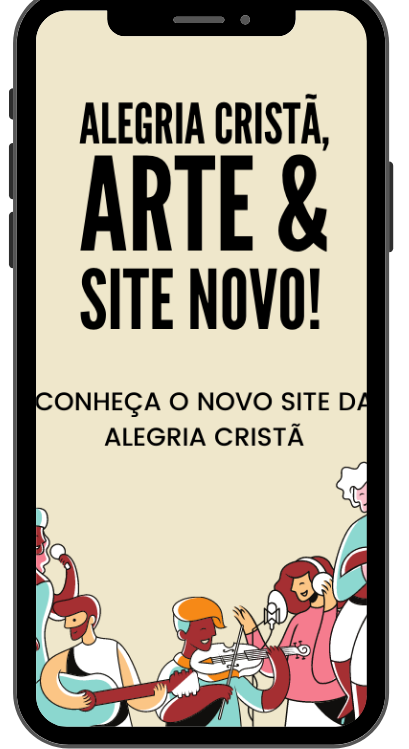 ALEGRIA CRISTÃ,
ARTE &
SITE NOVO!
CONHEÇA O NOVO SITE DA
ALEGRIA CRISTÃ